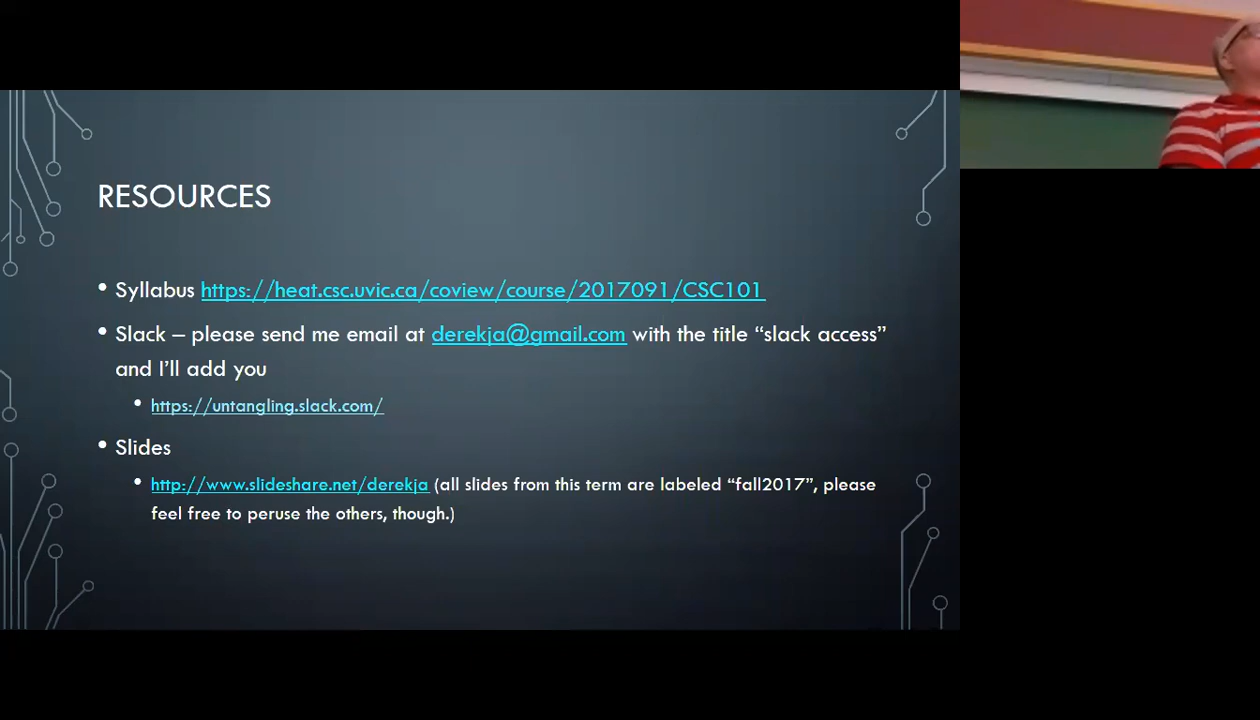 RESOURCES
• Syllabus https://heat.csc.uvic.ca/coview/course/2017091/CSC101
• Slack – please send me email at derekja@gmail.com with the title “slack access”
and I’ll add you
• https://untangling.slack.com/
• Slides
• http://www.slideshare.net/derekja (all slides from this term are labeled “fall2017”, please
feel free to peruse the others, though.)